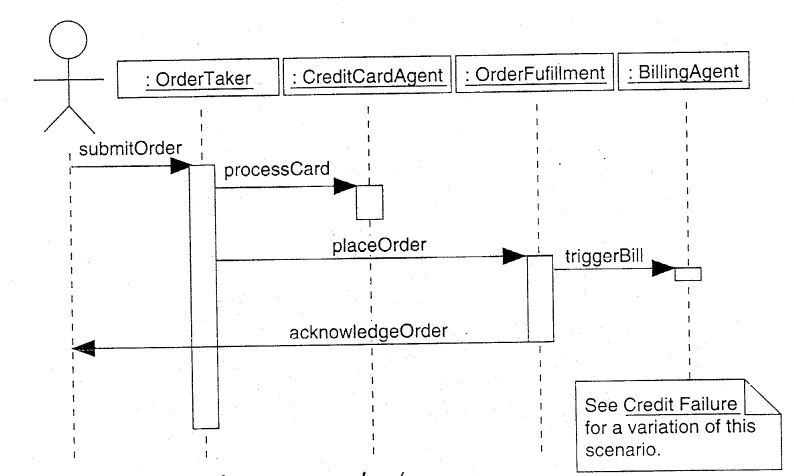 : OrderTaker
: CreditCardAgent
: OrderFufillment
: BillingAgent
submitOrder
processCard
placeOrder
triggerBill
acknowledgeOrder
See Credit Failure
for a variation of this
scenario.